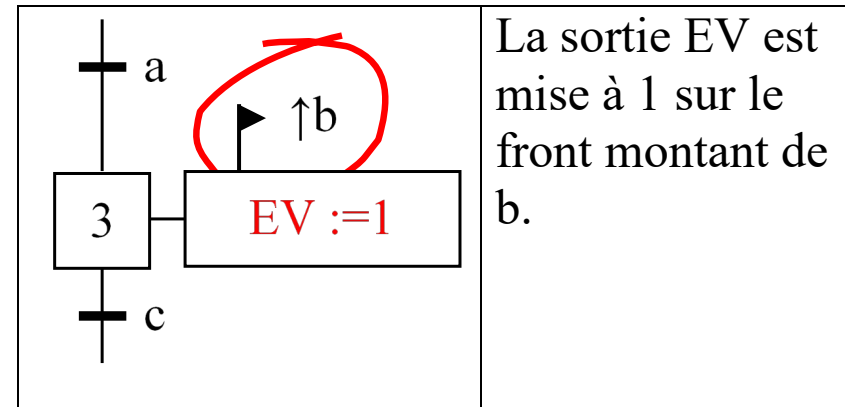 a
↑b
3
EV :=1
c
La sortie EV est
mise à 1 sur le
front montant de
b.